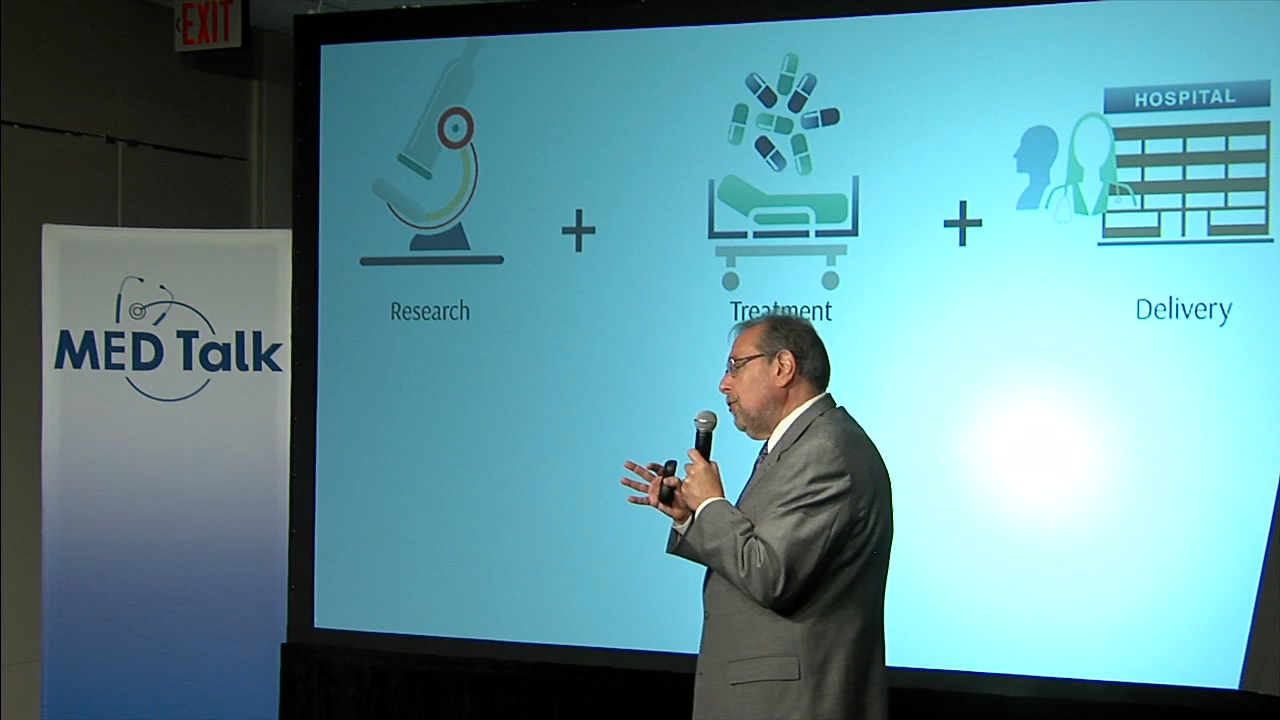 EXIT
HOSPITAL
Research
Treatment
Delivery
MED Talk